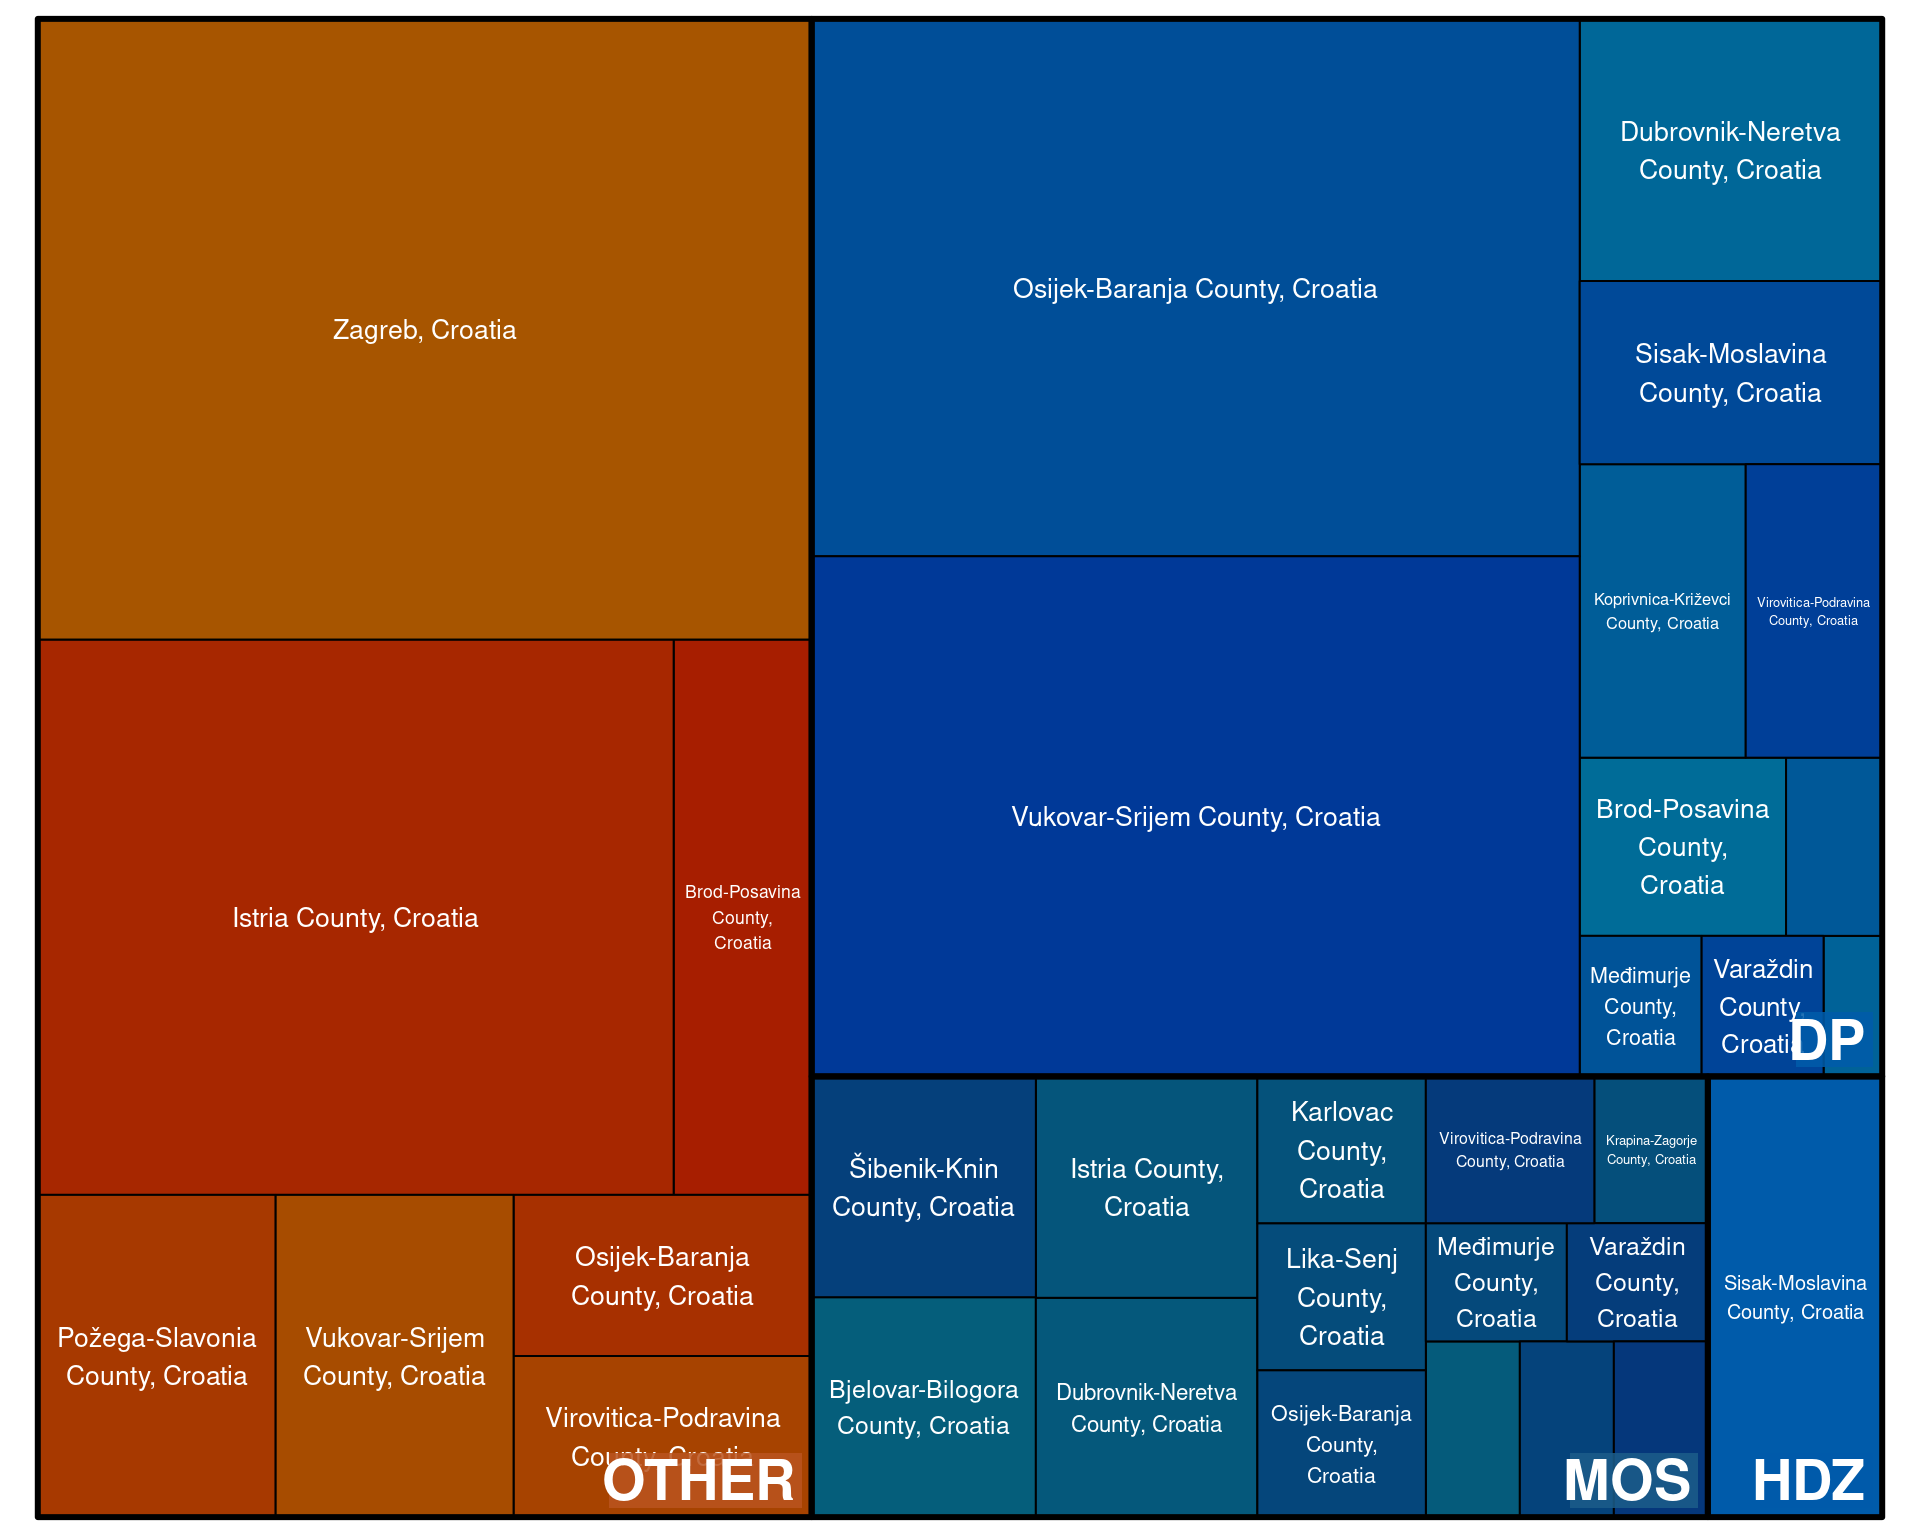 Zagreb, Croatia
Istria County, Croatia
Brod-Posavina
County,
Croatia
Požega-Slavonia
County, Croatia
Vukovar-Srijem
County, Croatia
Osijek-Baranja
County, Croatia
Virovitica-Podravina
County, Croatia
OTHER
Osijek-Baranja County, Croatia
Vukovar-Srijem County, Croatia
Dubrovnik-Neretva
County, Croatia
Sisak-Moslavina
County, Croatia
Koprivnica-Križevci
County, Croatia
Virovitica-Podravina
County, Croatia
Brod-Posavina
County,
Croatia
Međimurje
County,
Croatia
Varaždin
County,
Croatia
DP
Šibenik-Knin
County, Croatia
Bjelovar-Bilogora
County, Croatia
Istria County,
Croatia
Dubrovnik-Neretva
County, Croatia
Karlovac
County,
Croatia
Lika-Senj
County,
Croatia
Osijek-Baranja
County,
Croatia
Virovitica-Podravina
County, Croatia
Krapina-Zagorje
County, Croatia
Međimurje
County,
Croatia
Varaždin
County,
Croatia
MOS
Sisak-Moslavina
County, Croatia
HDZ